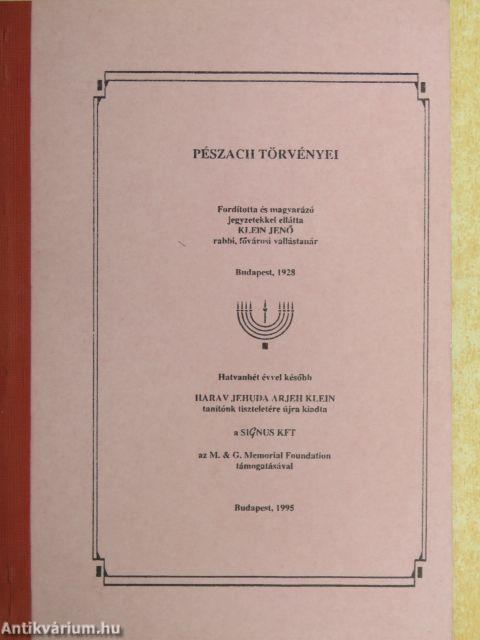 PÉSZACH TÖRVÉNYEI
Fordította és magyarázó
jegyzetekkel ellátta
KLEIN JENŐ
rabbi, fővárosi vallástanár
Budapest, 1928
Hatvanhét évvel később
HARAV JEHUDA ARJEH KLEIN
tanítónk tiszteletére újra kiadta
a SIGNUS KFT
az M. & G. Memorial Foundation
támogatásával
Budapest, 1995
Antikvárium.hu